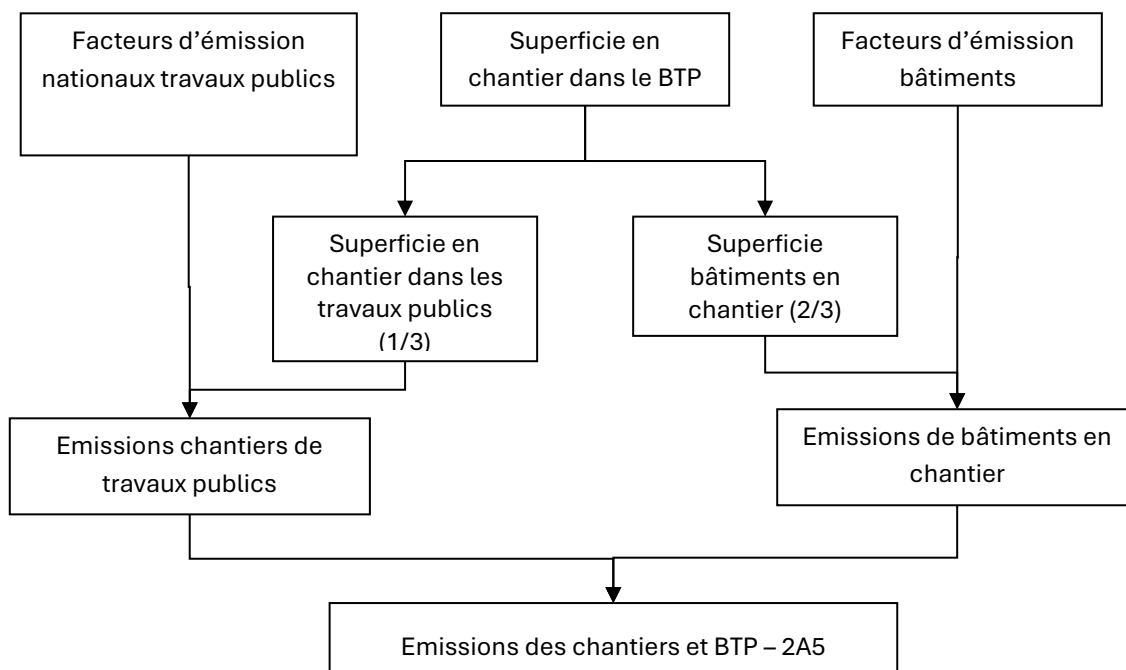 Facteurs d’émission
nationaux travaux publics
Superficie en
chantier dans le BTP
Facteurs d’émission
bâtiments
Superficie en
chantier dans les
travaux publics
(1/3)
Superficie
bâtiments en
chantier (2/3)
Emissions chantiers de
travaux publics
Emissions de bâtiments en
chantier
Emissions des chantiers et BTP – 2A5